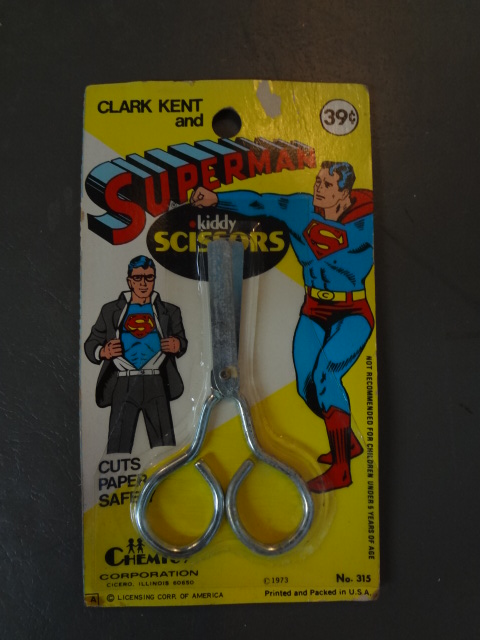 CLARK KENT
and
39¢
SUPERMAN
kiddy
SCISSORS
S
S
NOT RECOMMENDED FOR CHILDREN UNDER 5 YEARS OF AGE
CUTS
PAPER
SAFE
CHEMTOY
CORPORATION
CICERO, ILLINOIS 60650
© 1973
No. 315
A
© LICENSING CORP. OF AMERICA
Printed and Packed in U.S.A.